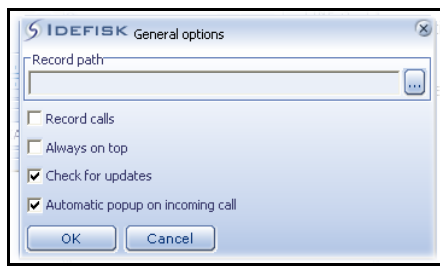 IDEFISK General options
Record path
...
Record calls
Always on top
Check for updates
Automatic popup on incoming call
OK Cancel